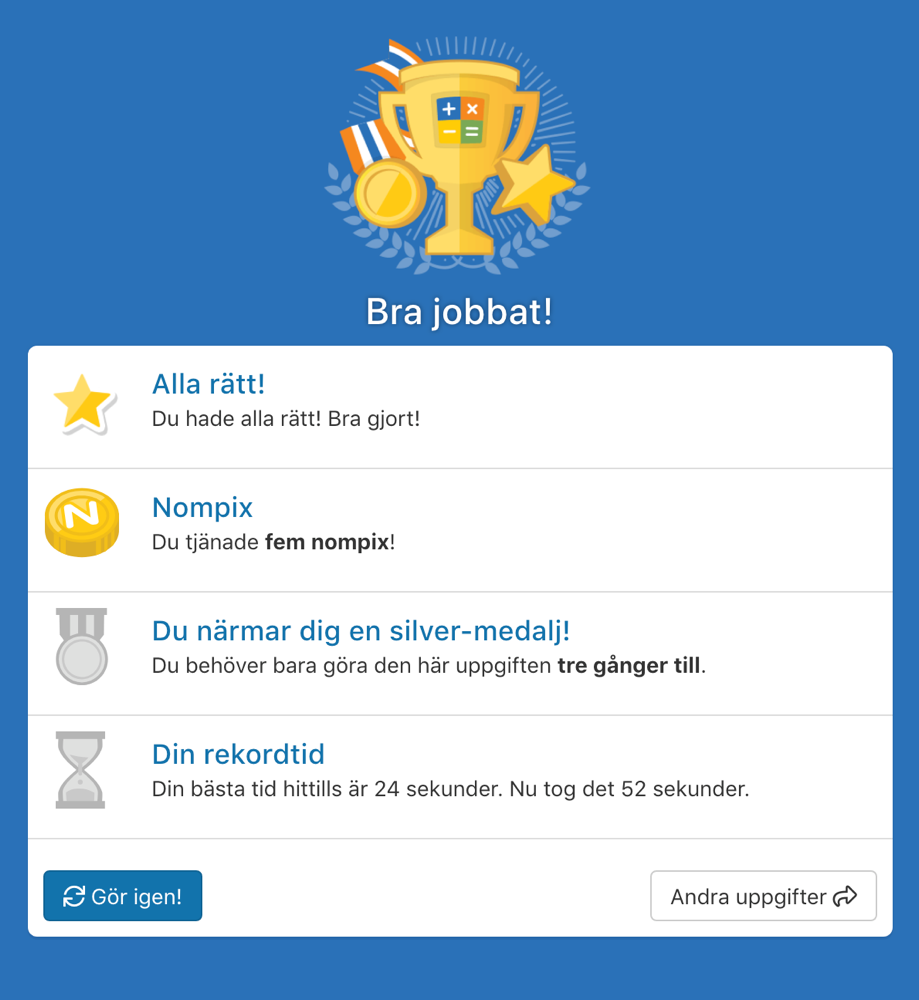 Bra jobbat!
Alla rätt!
Du hade alla rätt! Bra gjort!
Nompix
Du tjänade fem nompix!
Du närmar dig en silver-medalj!
Du behöver bara göra den här uppgiften tre gånger till.
Din rekordtid
Din bästa tid hittills är 24 sekunder. Nu tog det 52 sekunder.
Gör igen!
Andra uppgifter